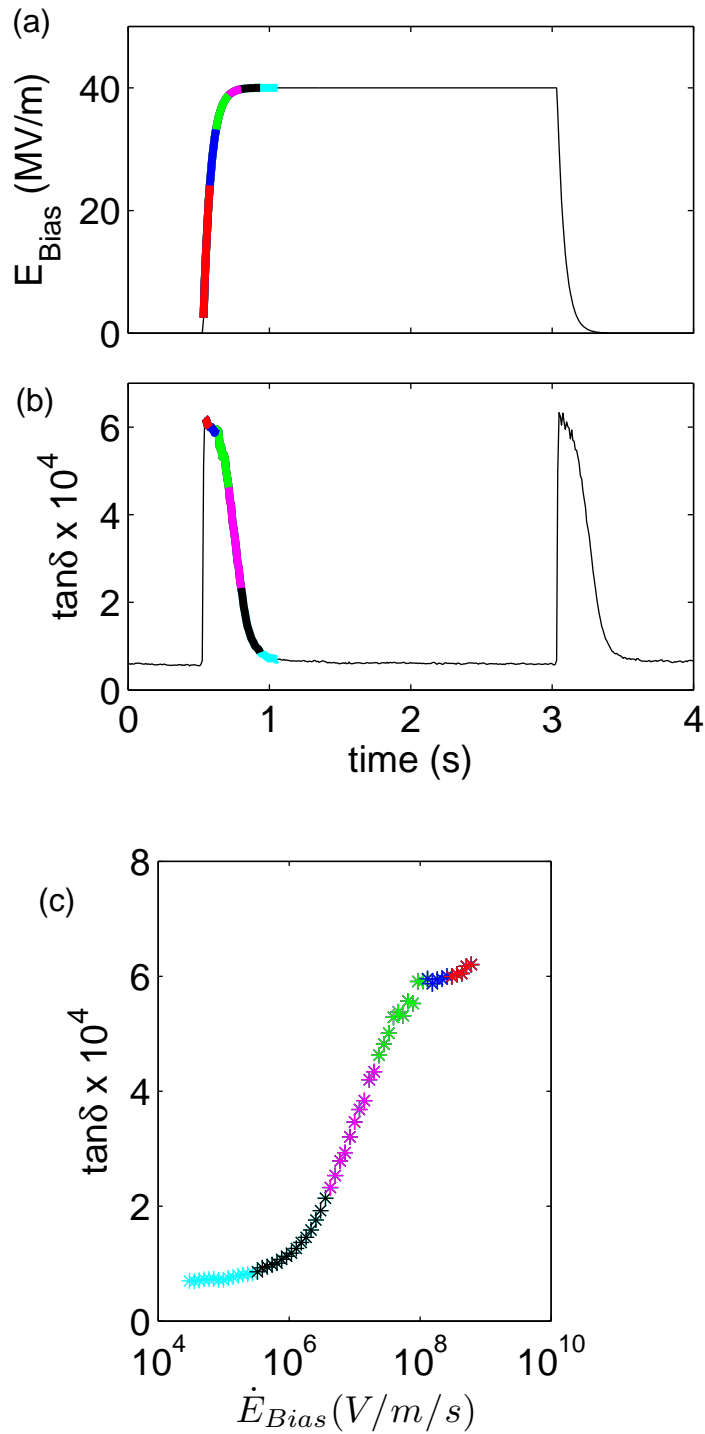 (a)
E_Bias (MV/m)
40
20
0
(b)
tanδ x 10^4
6
4
2
0
0 1 2 3 4
time (s)
(c)
tanδ x 10^4
8
6
4
2
0
10^4 10^6 10^8 10^10
Ė_Bias(V/m/s)